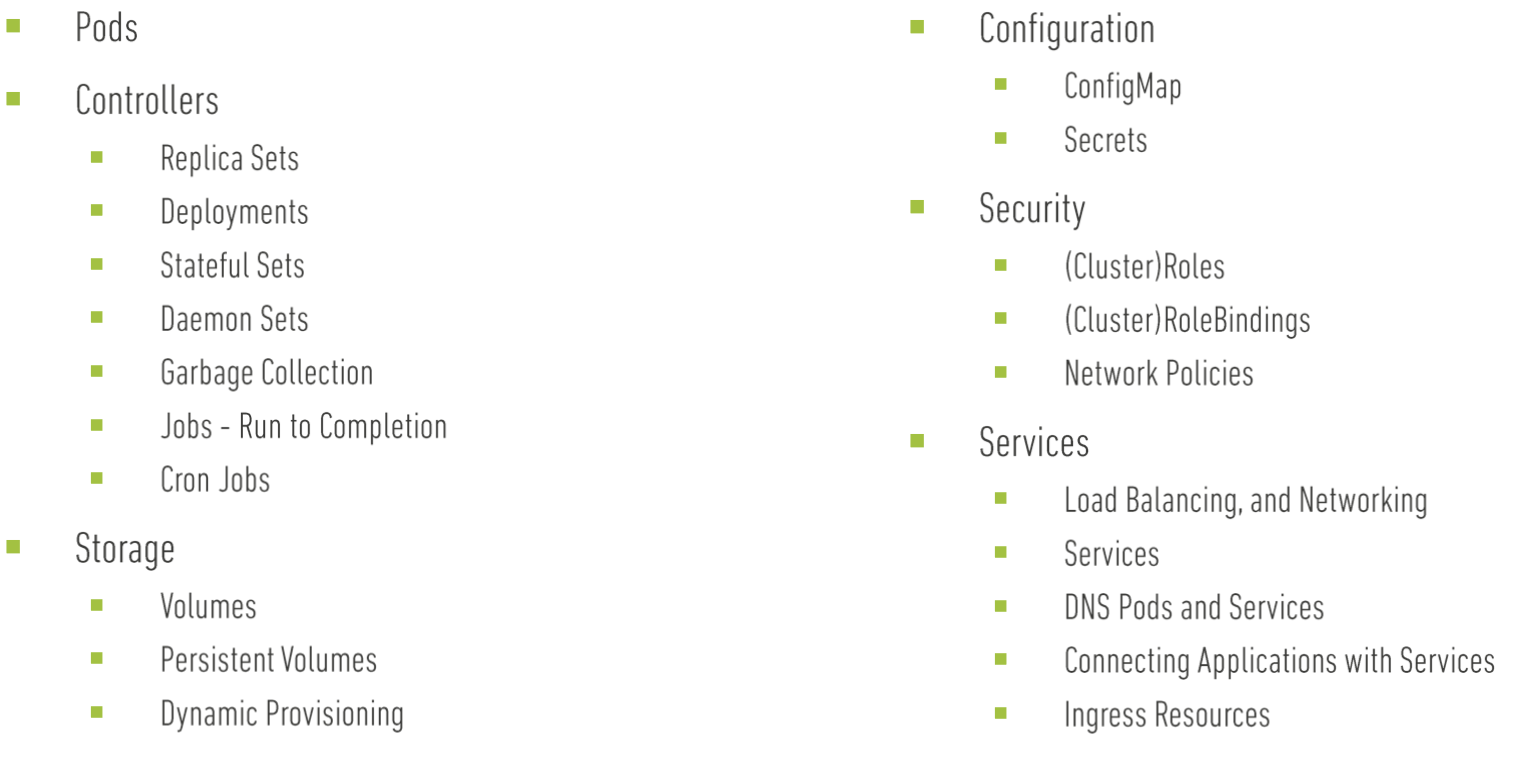 Pods
Controllers
Replica Sets
Deployments
Stateful Sets
Daemon Sets
Garbage Collection
Jobs - Run to Completion
Cron Jobs
Storage
Volumes
Persistent Volumes
Dynamic Provisioning
Configuration
ConfigMap
Secrets
Security
(Cluster)Roles
(Cluster)RoleBindings
Network Policies
Services
Load Balancing, and Networking
Services
DNS Pods and Services
Connecting Applications with Services
Ingress Resources